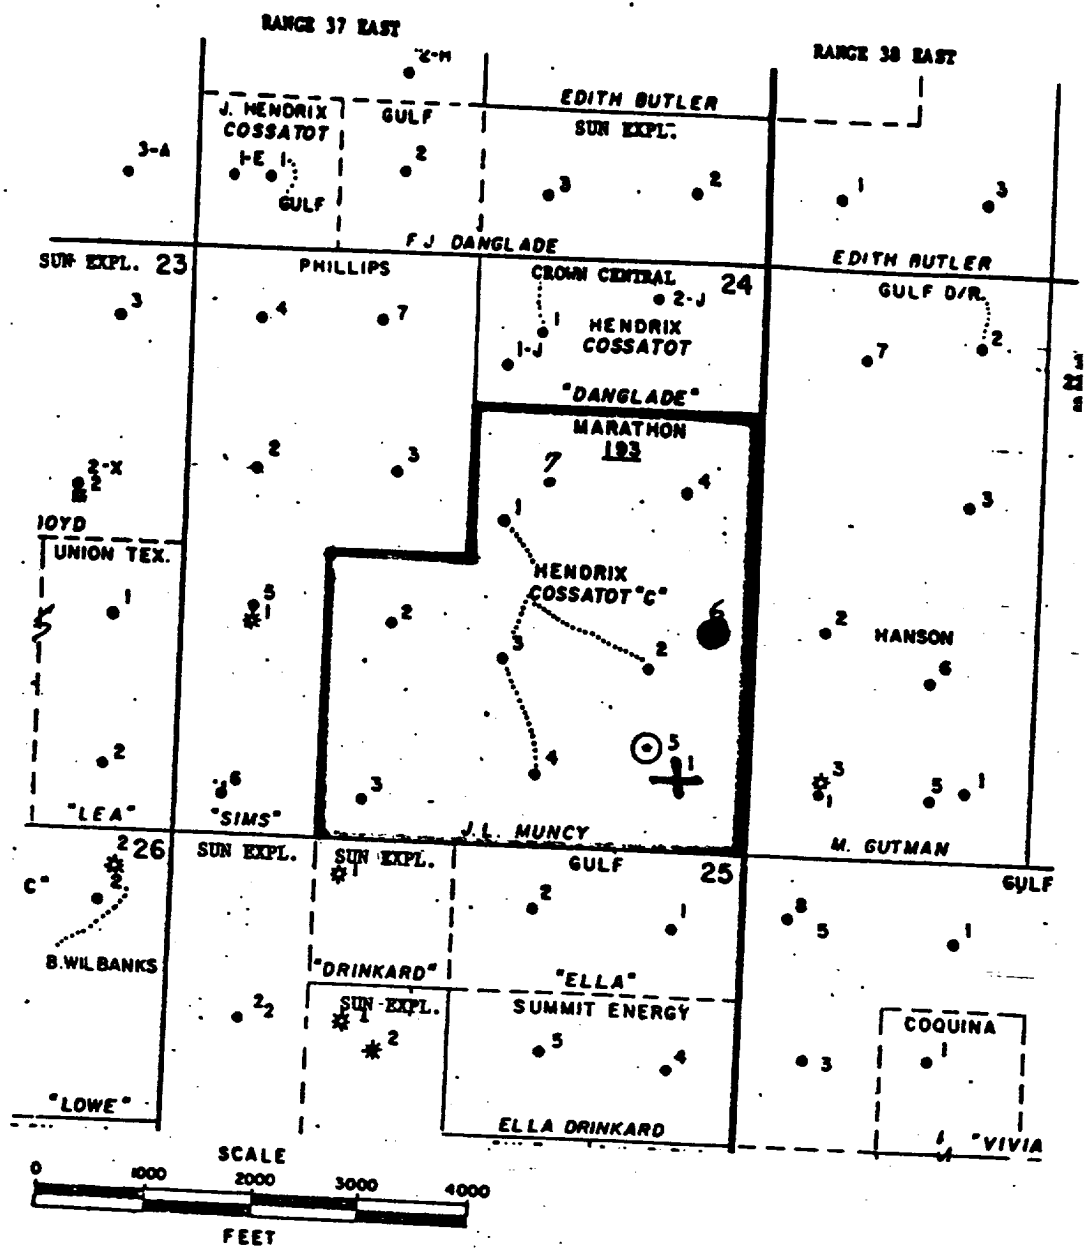 RANGE 37 EAST
RANGE 38 EAST
2-M
EDITH BUTLER
J. HENDRIX
COSSATOT
GULF
SUN EXPL.
3-A
1-E 1-
GULF
2
3
2
1
3
F J DANGLADE
EDITH BUTLER
SUN EXPL. 23
PHILLIPS
CROWN CENTRAL
24
GULF D/R.
3
4
7
2-J
1
HENDRIX
COSSATOT
1-J
7
2
"DANGLADE"
MARATHON
193
2-X
2
2
3
7
4
3
1
UNION TEX.
HENDRIX
COSSATOT "C"
1
5
1
2
6
2
HANSON
3
2
6
2
5
4
1
3
6
3
1
5
1
"LEA"
"SIMS"
J.L. MUNCY
M. GUTMAN
26
SUN EXPL.
SUN EXPL.
GULF
25
GULF
2
2
1
C"
2
1
8
5
1
B.WILBANKS
"DRINKARD"
"ELLA"
SUN EXPL.
SUMMIT ENERGY
COQUINA
2 2
1
2
5
4
3
1
"LOWE"
ELLA DRINKARD
"VIVIA
SCALE
0 1000 2000 3000 4000
FEET